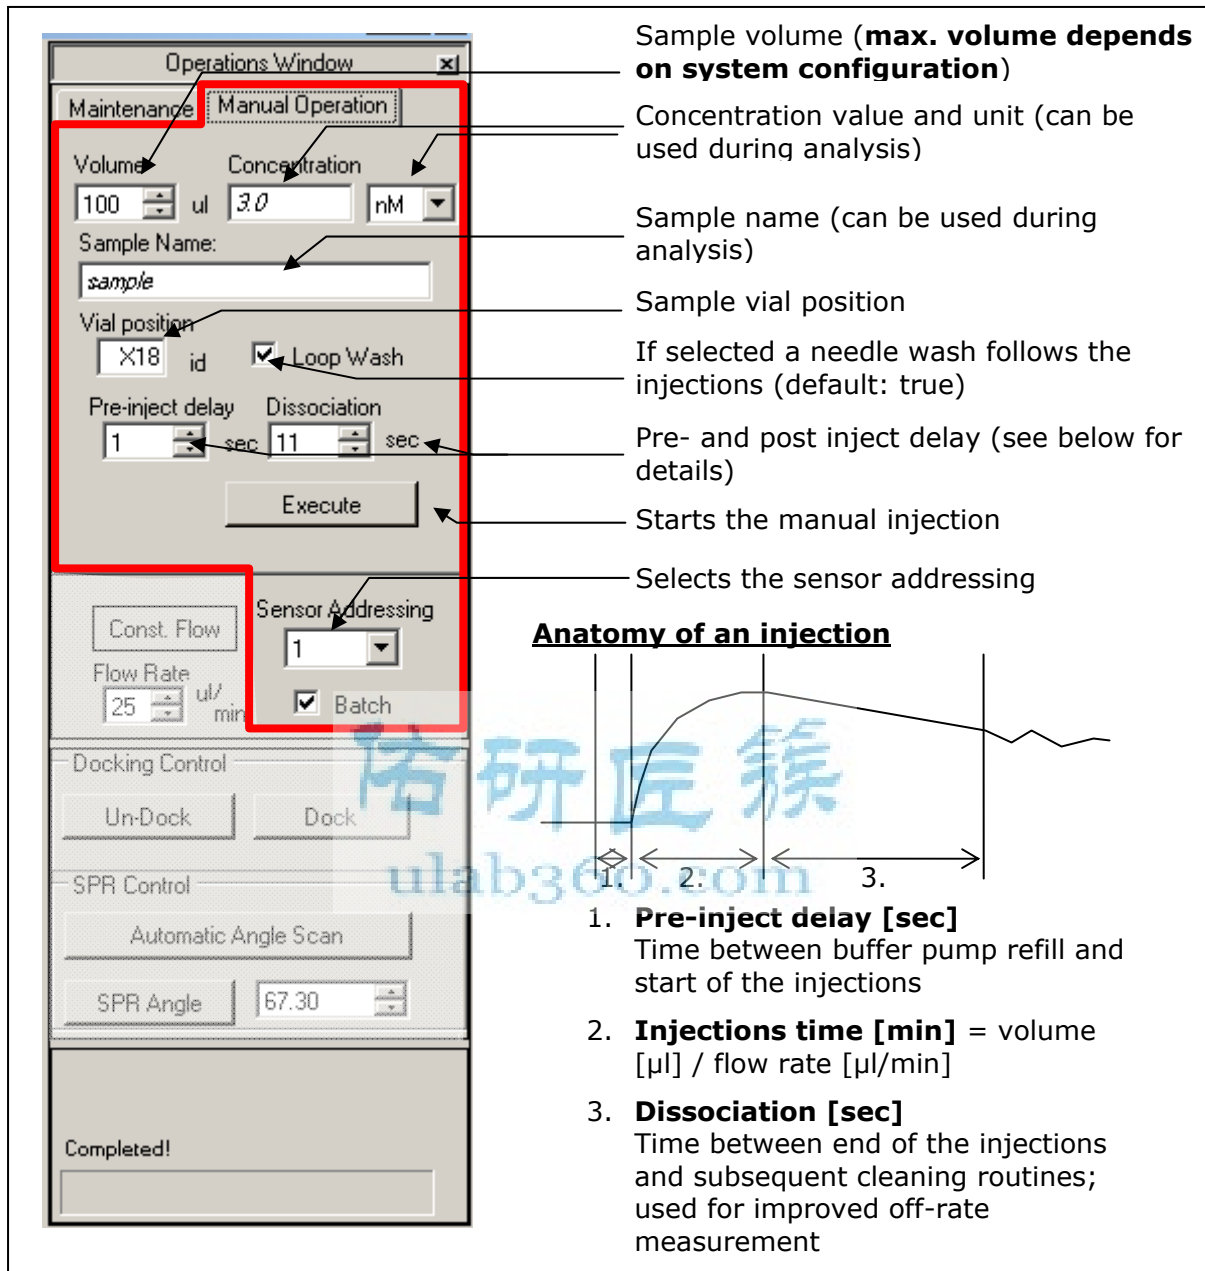 Operations Window
Maintenance Manual Operation
Volume Concentration
100 ul 3.0 nM
Sample Name:
sample
Vial position
X18 id Loop Wash
Pre-inject delay Dissociation
1 sec 11 sec
Execute
Sensor Addressing
Const. Flow
1
Flow Rate
25 ul/
min
Batch
Docking Control
Un-Dock Dock
SPR Control
Automatic Angle Scan
SPR Angle 67.30
Completed!
Sample volume (max. volume depends
on system configuration)
Concentration value and unit (can be
used during analysis)
Sample name (can be used during
analysis)
Sample vial position
If selected a needle wash follows the
injections (default: true)
Pre- and post inject delay (see below for
details)
Starts the manual injection
Selects the sensor addressing
Anatomy of an injection
1. 2. 3.
佑研匠簇
ulab360.com
1. Pre-inject delay [sec]
Time between buffer pump refill and
start of the injections
2. Injections time [min] = volume
[µl] / flow rate [µl/min]
3. Dissociation [sec]
Time between end of the injections
and subsequent cleaning routines;
used for improved off-rate
measurement